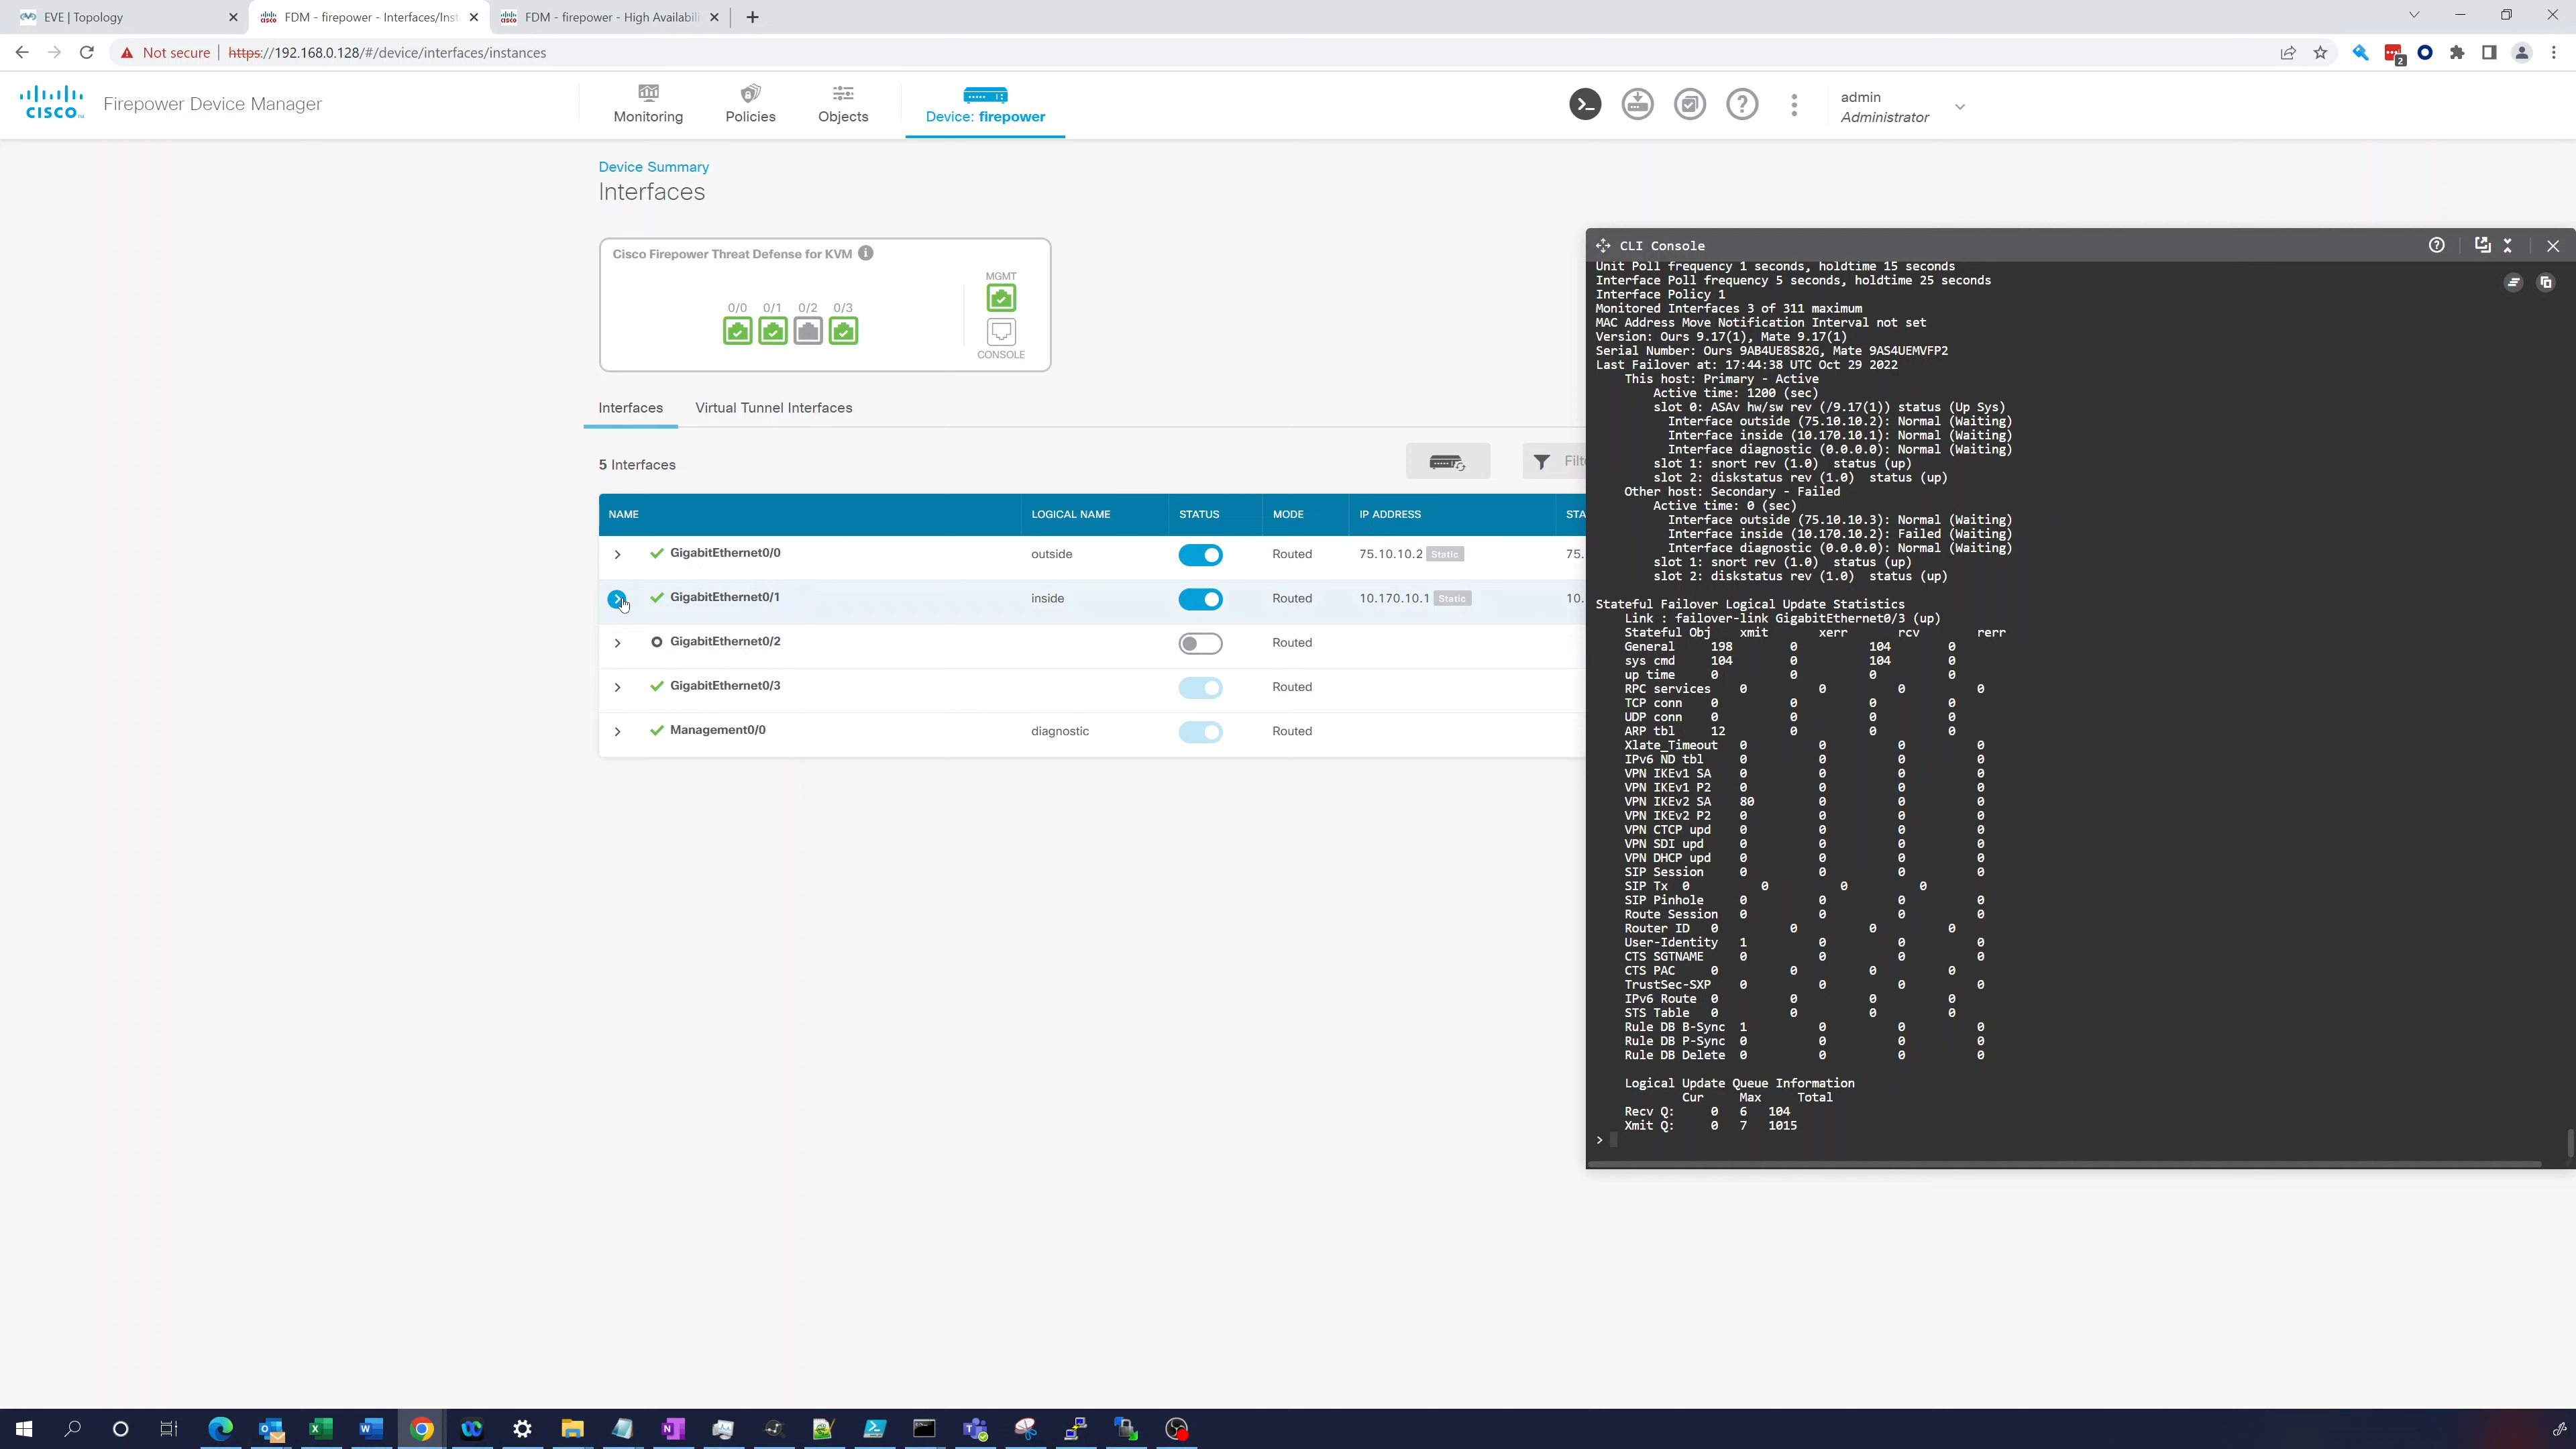 EVE | Topology
FDM - firepower - Interfaces/Inst
FDM - firepower - High Availabili
Not secure
https://192.168.0.128/#/device/interfaces/instances
2
CISCO
Firepower Device Manager
Monitoring
Policies
Objects
Device: firepower
admin
Administrator
Device Summary
Interfaces
Cisco Firepower Threat Defense for KVM
MGMT
0/0 0/1 0/2 0/3
CONSOLE
Interfaces
Virtual Tunnel Interfaces
5 Interfaces
Filte
NAME LOGICAL NAME STATUS MODE IP ADDRESS STA
GigabitEthernet0/0 outside Routed 75.10.10.2 Static 75.
GigabitEthernet0/1 inside Routed 10.170.10.1 Static 10.
GigabitEthernet0/2 Routed
GigabitEthernet0/3 Routed
Management0/0 diagnostic Routed
CLI Console
Unit Poll frequency 1 seconds, holdtime 15 seconds
Interface Poll frequency 5 seconds, holdtime 25 seconds
Interface Policy 1
Monitored Interfaces 3 of 311 maximum
MAC Address Move Notification Interval not set
Version: Ours 9.17(1), Mate 9.17(1)
Serial Number: Ours 9AB4UE8S82G, Mate 9AS4UEMVFP2
Last Failover at: 17:44:38 UTC Oct 29 2022
This host: Primary - Active
Active time: 1200 (sec)
slot 0: ASAv hw/sw rev (/9.17(1)) status (Up Sys)
Interface outside (75.10.10.2): Normal (Waiting)
Interface inside (10.170.10.1): Normal (Waiting)
Interface diagnostic (0.0.0.0): Normal (Waiting)
slot 1: snort rev (1.0) status (up)
slot 2: diskstatus rev (1.0) status (up)
Other host: Secondary - Failed
Active time: 0 (sec)
Interface outside (75.10.10.3): Normal (Waiting)
Interface inside (10.170.10.2): Failed (Waiting)
Interface diagnostic (0.0.0.0): Normal (Waiting)
slot 1: snort rev (1.0) status (up)
slot 2: diskstatus rev (1.0) status (up)
Stateful Failover Logical Update Statistics
Link : failover-link GigabitEthernet0/3 (up)
Stateful Obj xmit xerr rcv rerr
General 198 0 104 0
sys cmd 104 0 104 0
up time 0 0 0 0
RPC services 0 0 0 0
TCP conn 0 0 0 0
UDP conn 0 0 0 0
ARP tbl 12 0 0 0
Xlate_Timeout 0 0 0 0
IPv6 ND tbl 0 0 0 0
VPN IKEv1 SA 0 0 0 0
VPN IKEv1 P2 0 0 0 0
VPN IKEv2 SA 80 0 0 0
VPN IKEv2 P2 0 0 0 0
VPN CTCP upd 0 0 0 0
VPN SDI upd 0 0 0 0
VPN DHCP upd 0 0 0 0
SIP Session 0 0 0 0
SIP Tx 0 0 0 0
SIP Pinhole 0 0 0 0
Route Session 0 0 0 0
Router ID 0 0 0 0
User-Identity 1 0 0 0
CTS SGTNAME 0 0 0 0
CTS PAC 0 0 0 0
TrustSec-SXP 0 0 0 0
IPv6 Route 0 0 0 0
STS Table 0 0 0 0
Rule DB B-Sync 1 0 0 0
Rule DB P-Sync 0 0 0 0
Rule DB Delete 0 0 0 0
Logical Update Queue Information
Cur Max Total
Recv Q: 0 6 104
Xmit Q: 0 7 1015
>